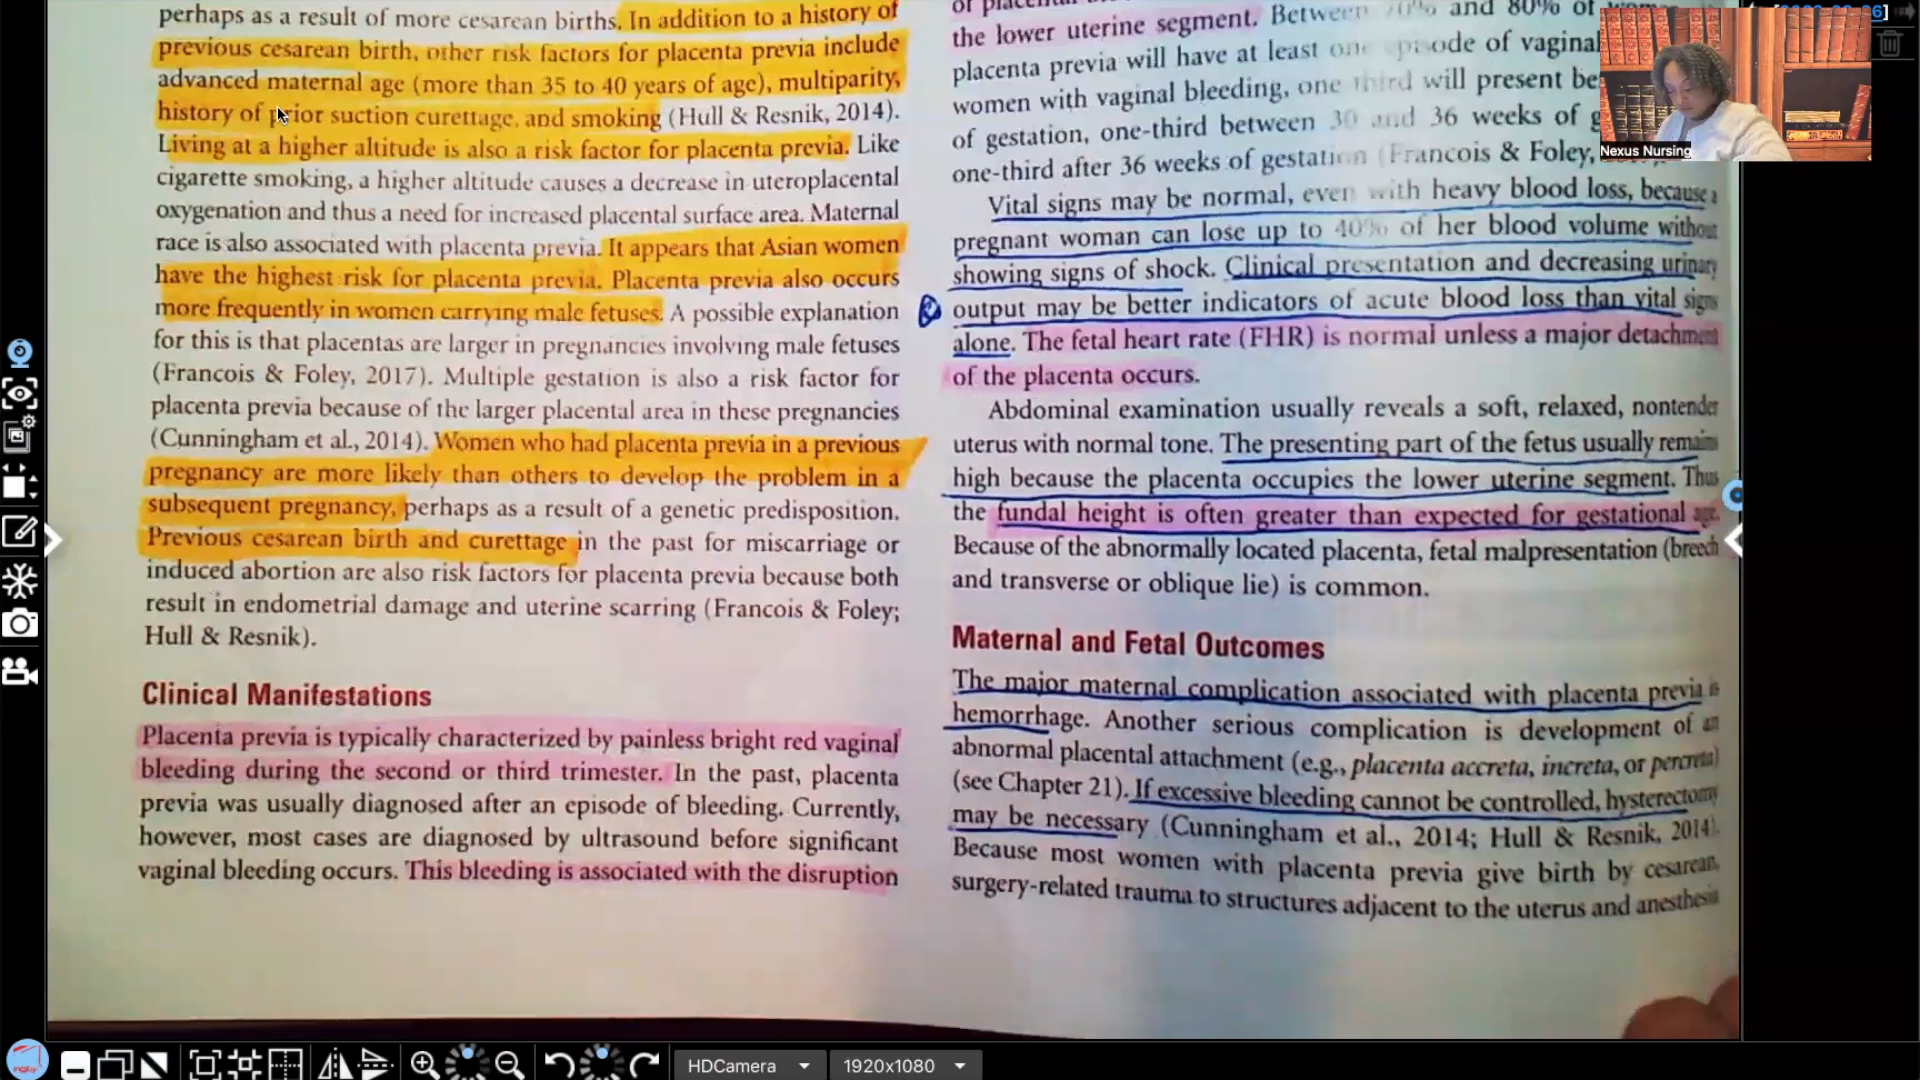 perhaps as a result of more cesarean births. In addition to a history of
previous cesarean birth, other risk factors for placenta previa include
advanced maternal age (more than 35 to 40 years of age), multiparity,
history of prior suction curettage, and smoking (Hull & Resnik, 2014).
Living at a higher altitude is also a risk factor for placenta previa. Like
cigarette smoking, a higher altitude causes a decrease in uteroplacental
oxygenation and thus a need for increased placental surface area. Maternal
race is also associated with placenta previa. It appears that Asian women
have the highest risk for placenta previa. Placenta previa also occurs
more frequently in women carrying male fetuses. A possible explanation
for this is that placentas are larger in pregnancies involving male fetuses
(Francois & Foley, 2017). Multiple gestation is also a risk factor for
placenta previa because of the larger placental area in these pregnancies
(Cunningham et al., 2014). Women who had placenta previa in a previous
pregnancy are more likely than others to develop the problem in a
subsequent pregnancy, perhaps as a result of a genetic predisposition.
Previous cesarean birth and curettage in the past for miscarriage or
induced abortion are also risk factors for placenta previa because both
result in endometrial damage and uterine scarring (Francois & Foley;
Hull & Resnik).
Clinical Manifestations
Placenta previa is typically characterized by painless bright red vaginal
bleeding during the second or third trimester. In the past, placenta
previa was usually diagnosed after an episode of bleeding. Currently,
however, most cases are diagnosed by ultrasound before significant
vaginal bleeding occurs. This bleeding is associated with the disruption
the lower uterine segment. Between 70% and 80% of
placenta previa will have at least one episode of vaginal
women with vaginal bleeding, one third will present
of gestation, one-third between 30 and 36 weeks of
one-third after 36 weeks of gestation (Francois & Foley,
Vital signs may be normal, even with heavy blood loss, because a
pregnant woman can lose up to 40% of her blood volume without
showing signs of shock. Clinical presentation and decreasing urinary
output may be better indicators of acute blood loss than vital signs
alone. The fetal heart rate (FHR) is normal unless a major detachment
of the placenta occurs.
Abdominal examination usually reveals a soft, relaxed, nontender
uterus with normal tone. The presenting part of the fetus usually remains
high because the placenta occupies the lower uterine segment. Thus
the fundal height is often greater than expected for gestational age.
Because of the abnormally located placenta, fetal malpresentation (breech
and transverse or oblique lie) is common.
Maternal and Fetal Outcomes
The major maternal complication associated with placenta previa is
hemorrhage. Another serious complication is development of an
abnormal placental attachment (e.g., placenta accreta, increta, or percreta)
(see Chapter 21). If excessive bleeding cannot be controlled, hysterectomy
may be necessary (Cunningham et al., 2014; Hull & Resnik, 2014).
Because most women with placenta previa give birth by cesarean,
surgery-related trauma to structures adjacent to the uterus and anesthesia
Nexus Nursing
HDCamera
1920x1080